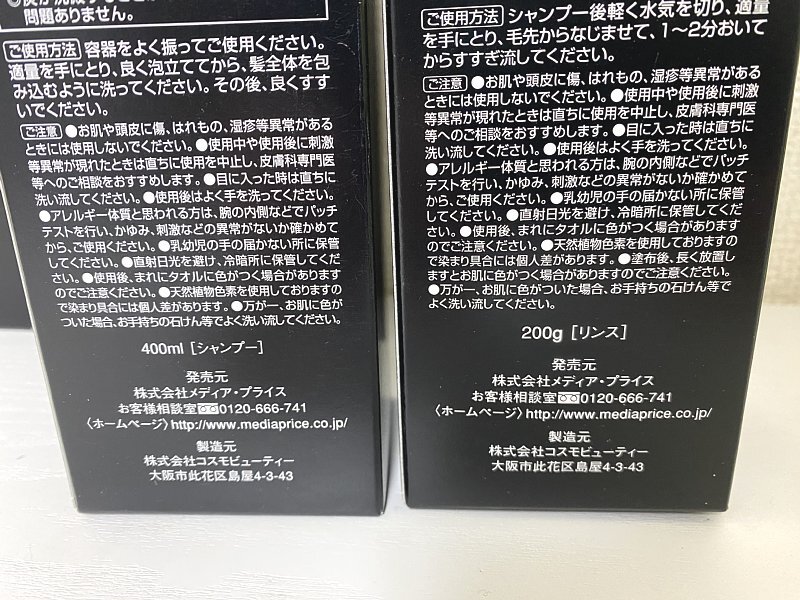 問題ありません。
ご使用方法 容器をよく振ってご使用ください。
適量を手にとり、良く泡立ててから、髪全体を包
み込むように洗ってください。その後、良くすす
いでください。
ご注意 ●お肌や頭皮に傷、はれもの、湿疹等異常がある
ときには使用しないでください。●使用中や使用後に刺激
等異常が現れたときは直ちに使用を中止し、皮膚科専門医
等へのご相談をおすすめします。●目に入った時は直ちに
洗い流してください。●使用後はよく手を洗ってください。
●アレルギー体質と思われる方は、腕の内側などでパッチ
テストを行い、かゆみ、刺激などの異常がないか確かめて
から、ご使用ください。●乳幼児の手の届かない所に保管
してください。●直射日光を避け、冷暗所に保管してくだ
さい。●使用後、まれにタオルに色がつく場合があります
のでご注意ください。●天然植物色素を使用しております
ので染まり具合には個人差があります。●万が一、お肌に色が
ついた場合、お手持ちの石けん等でよく洗い流してください。
400ml [シャンプー]
発売元
株式会社メディア・プライス
お客様相談室 0120-666-741
〈ホームページ〉http://www.mediaprice.co.jp/
製造元
株式会社コスモビューティー
大阪市此花区島屋4-3-43
ご使用方法 シャンプー後軽く水気を切り、適量
を手にとり、毛先からなじませて、1〜2分おいて
からすすぎ流してください。
ご注意 ●お肌や頭皮に傷、はれもの、湿疹等異常がある
ときには使用しないでください。●使用中や使用後に刺激
等異常が現れたときは直ちに使用を中止し、皮膚科専門医
等へのご相談をおすすめします。●目に入った時は直ちに
洗い流してください。●使用後はよく手を洗ってください。
●アレルギー体質と思われる方は、腕の内側などでパッチ
テストを行い、かゆみ、刺激などの異常がないか確かめて
から、ご使用ください。●乳幼児の手の届かない所に保管
してください。●直射日光を避け、冷暗所に保管してくだ
さい。●使用後、まれにタオルに色がつく場合があります
のでご注意ください。●天然植物色素を使用しております
ので染まり具合には個人差があります。●塗布後、長く放置し
ますとお肌に色がつく場合がありますのでご注意ください。
●万が一、お肌に色がついた場合、お手持ちの石けん等で
よく洗い流してください。
200g [リンス]
発売元
株式会社メディア・プライス
お客様相談室 0120-666-741
〈ホームページ〉http://www.mediaprice.co.jp/
製造元
株式会社コスモビューティー
大阪市此花区島屋4-3-43